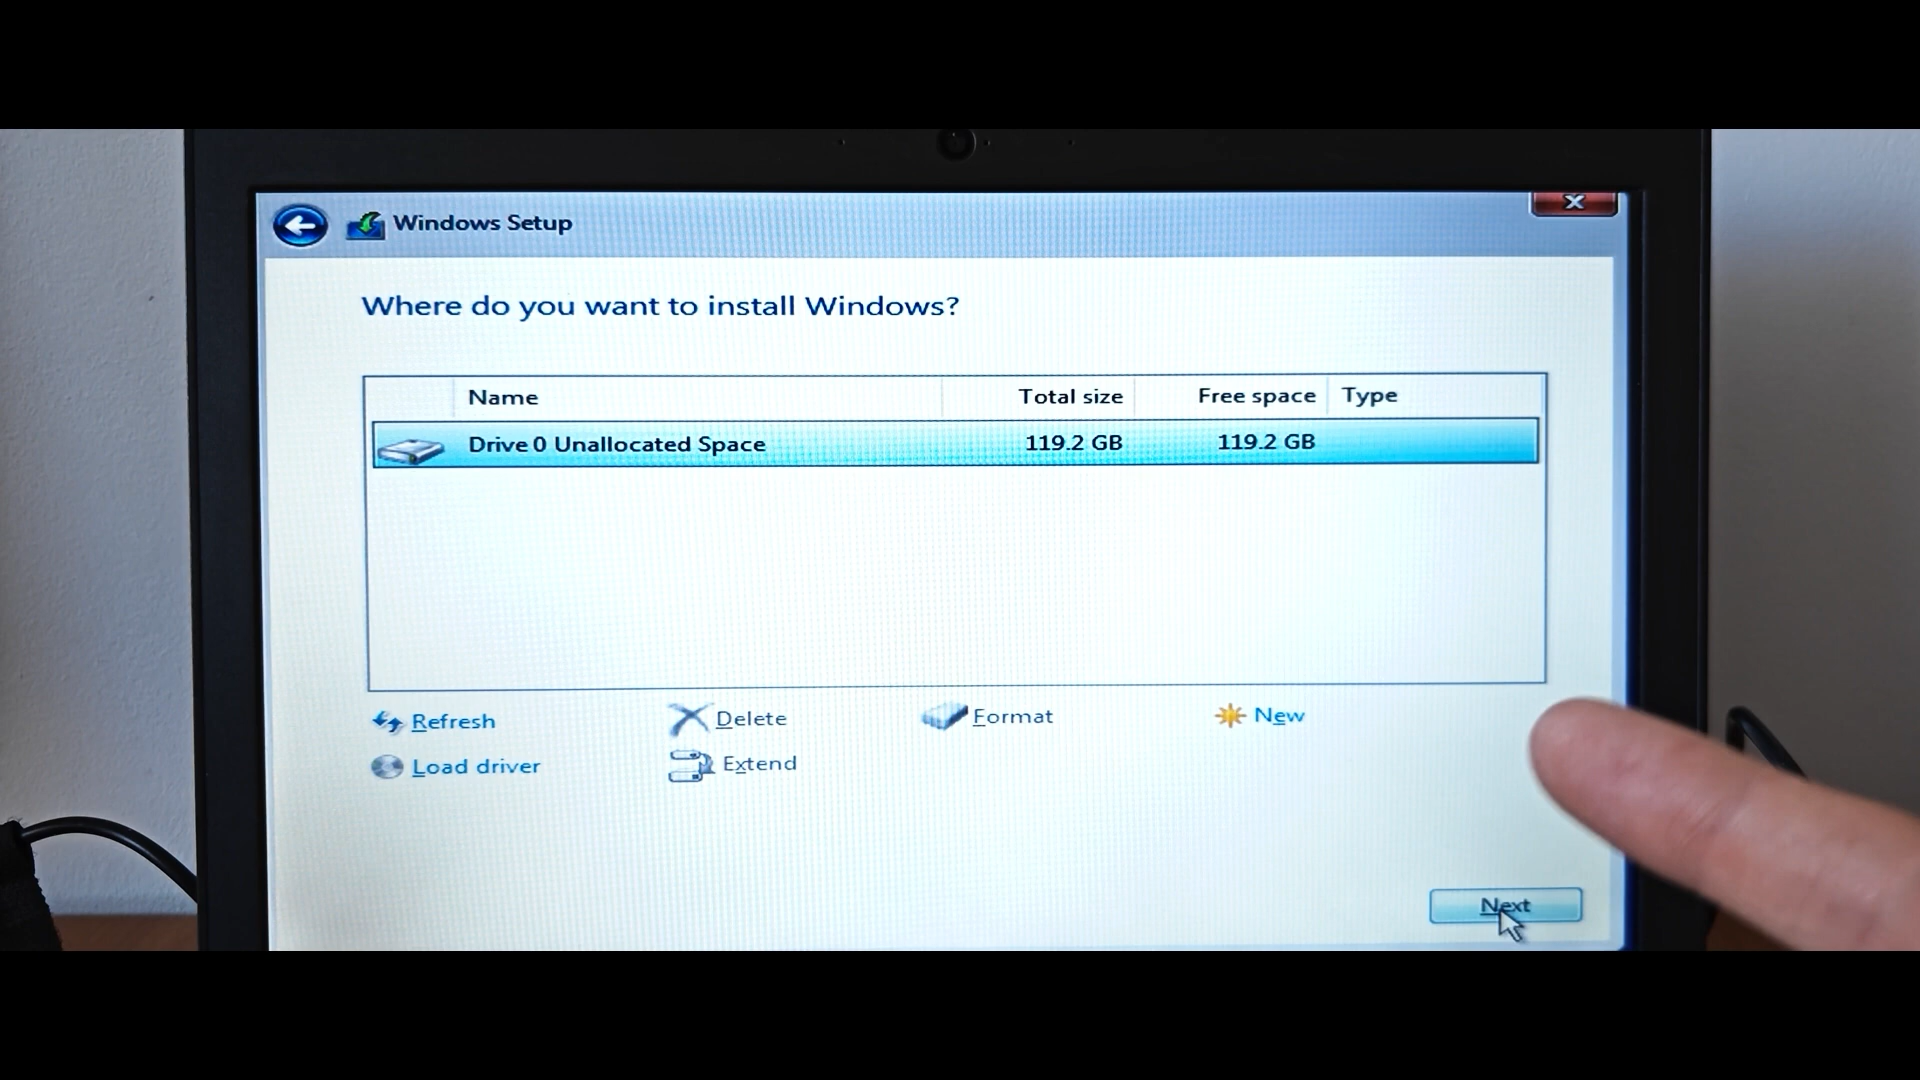 Windows Setup
Where do you want to install Windows?
Name Total size Free space Type
Drive 0 Unallocated Space 119.2 GB 119.2 GB
Refresh Delete Format New
Load driver Extend
Next